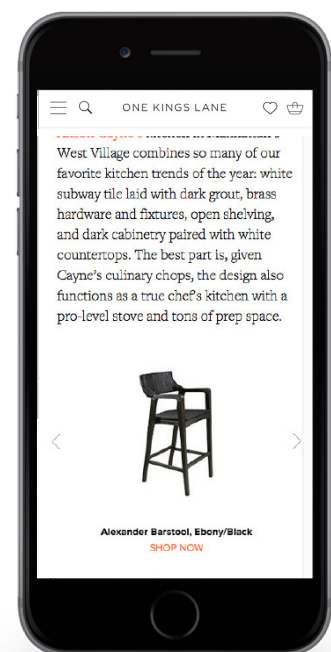 ONE KINGS LANE
kitchen in Manhattan's
West Village combines so many of our
favorite kitchen trends of the year: white
subway tile laid with dark grout, brass
hardware and fixtures, open shelving,
and dark cabinetry paired with white
countertops. The best part is, given
Cayne's culinary chops, the design also
functions as a true chef's kitchen with a
pro-level stove and tons of prep space.
Alexander Barstool, Ebony/Black
SHOP NOW